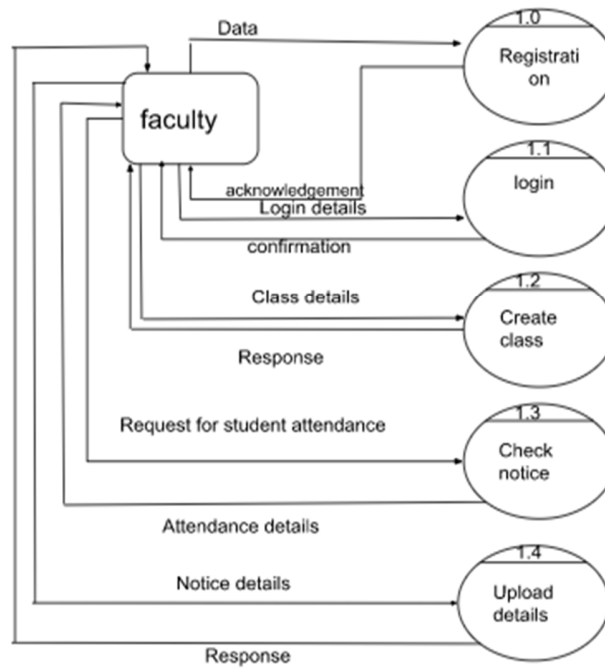 1.0
Data
Registrati
on
faculty
1.1
login
acknowledgement
Login details
confirmation
1.2
Class details
Create
class
Response
1.3
Request for student attendance
Check
notice
Attendance details
1.4
Notice details
Upload
details
Response